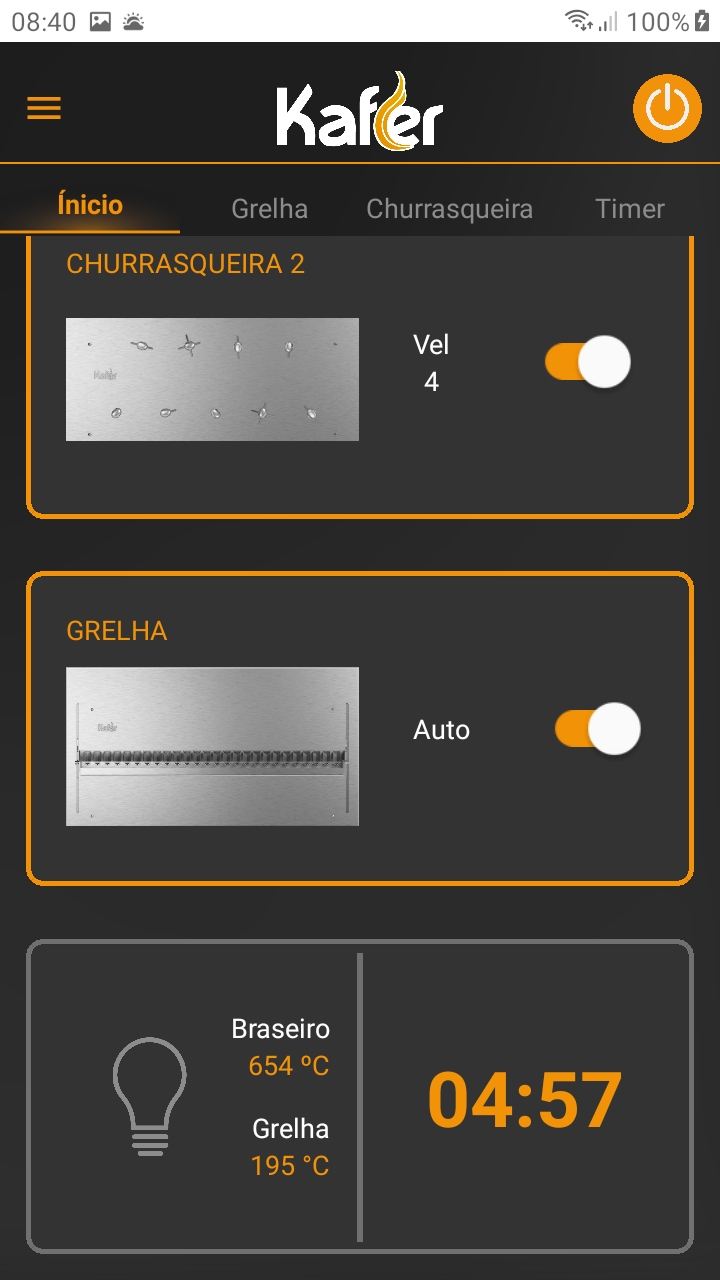 08:40
100%
Kafer
Ínicio
Grelha
Churrasqueira
Timer
CHURRASQUEIRA 2
Kafer
Vel
4
GRELHA
Kafer
Auto
Braseiro
654 ºC
Grelha
195 °C
04:57